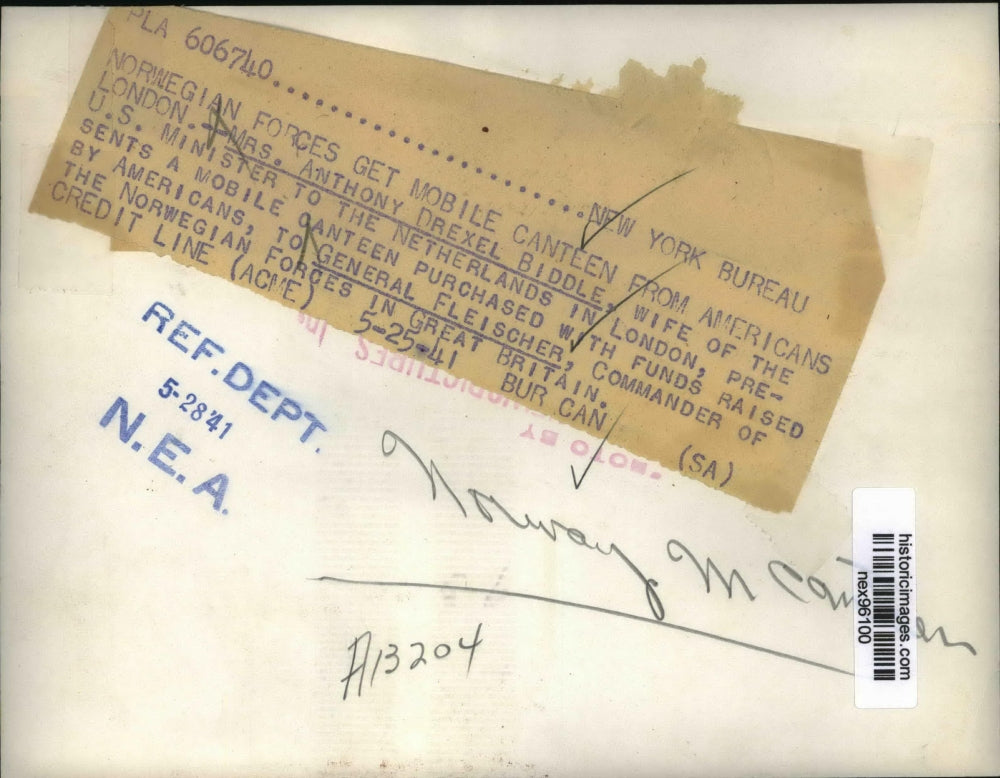 PLA 606740..............................NEW YORK BUREAU
NORWEGIAN FORCES GET MOBILE CANTEEN FROM AMERICANS
LONDON.. MRS. ANTHONY DREXEL BIDDLE, WIFE OF THE
U.S. MINISTER TO THE NETHERLANDS IN LONDON, PRE-
SENTS A MOBILE CANTEEN PURCHASED WITH FUNDS RAISED
BY AMERICANS, TO GENERAL FLEISCHER, COMMANDER OF
THE NORWEGIAN FORCES IN GREAT BRITAIN.
CREDIT LINE (ACME) 5-25-41 BUR CAN (SA)
REF. DEPT.
5-28 '41
N.E.A.
PHOTO BY
Norway M
A13204
historicimages.com
nex96100